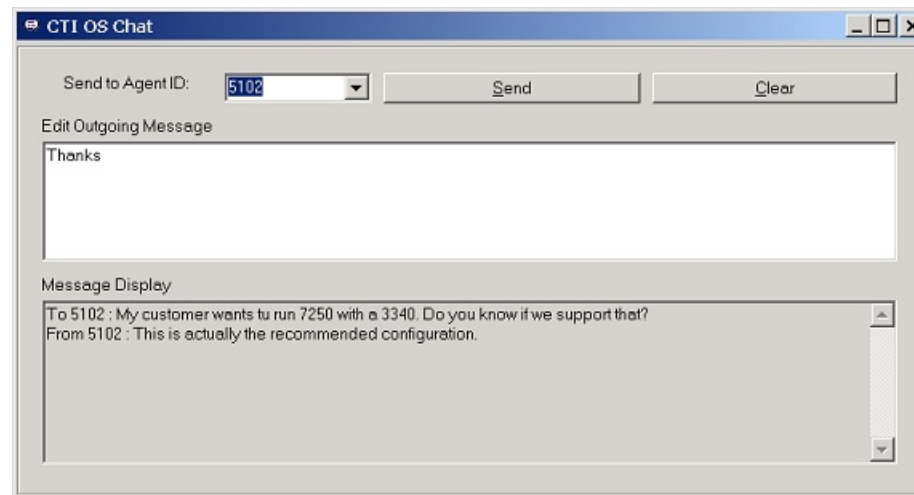 CTI OS Chat
Send to Agent ID:
5102
Send
Clear
Edit Outgoing Message
Thanks
Message Display
To 5102 : My customer wants tu run 7250 with a 3340. Do you know if we support that?
From 5102 : This is actually the recommended configuration.